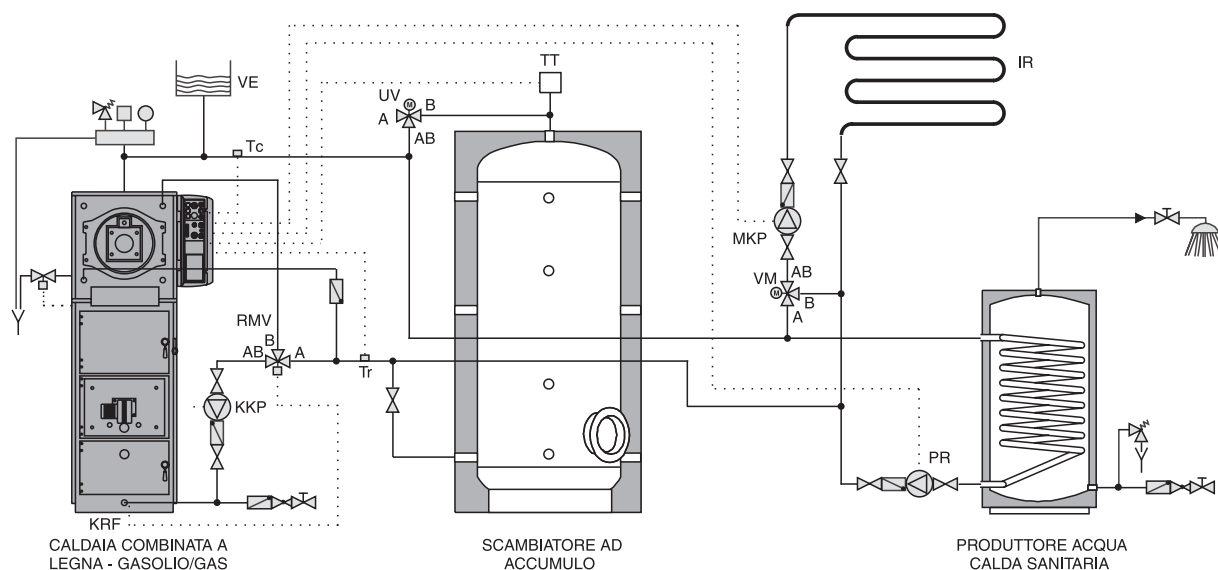 VE
IR
TT
UV
M
B
A
AB
Tc
MKP
AB
VM
M
B
A
RMV
B
AB
A
Tr
KKP
PR
KRF
CALDAIA COMBINATA A
LEGNA - GASOLIO/GAS
SCAMBIATORE AD
ACCUMULO
PRODUTTORE ACQUA
CALDA SANITARIA